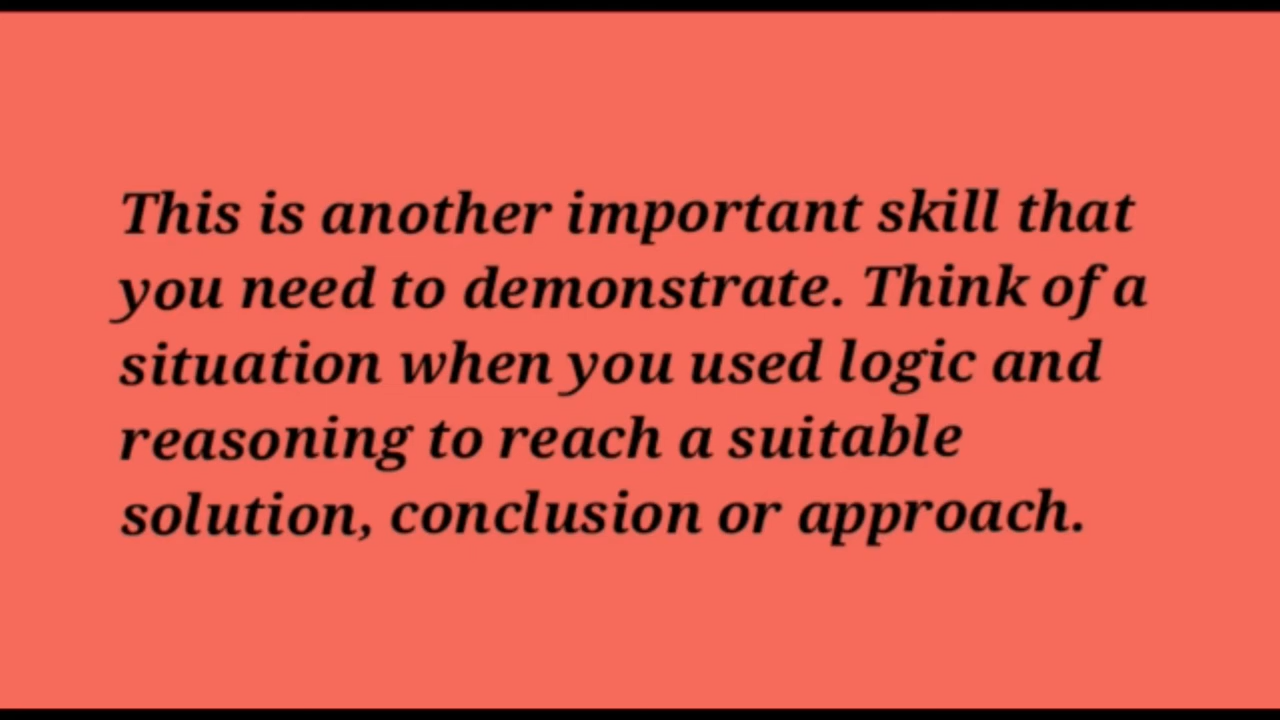 This is another important skill that
you need to demonstrate. Think of a
situation when you used logic and
reasoning to reach a suitable
solution, conclusion or approach.